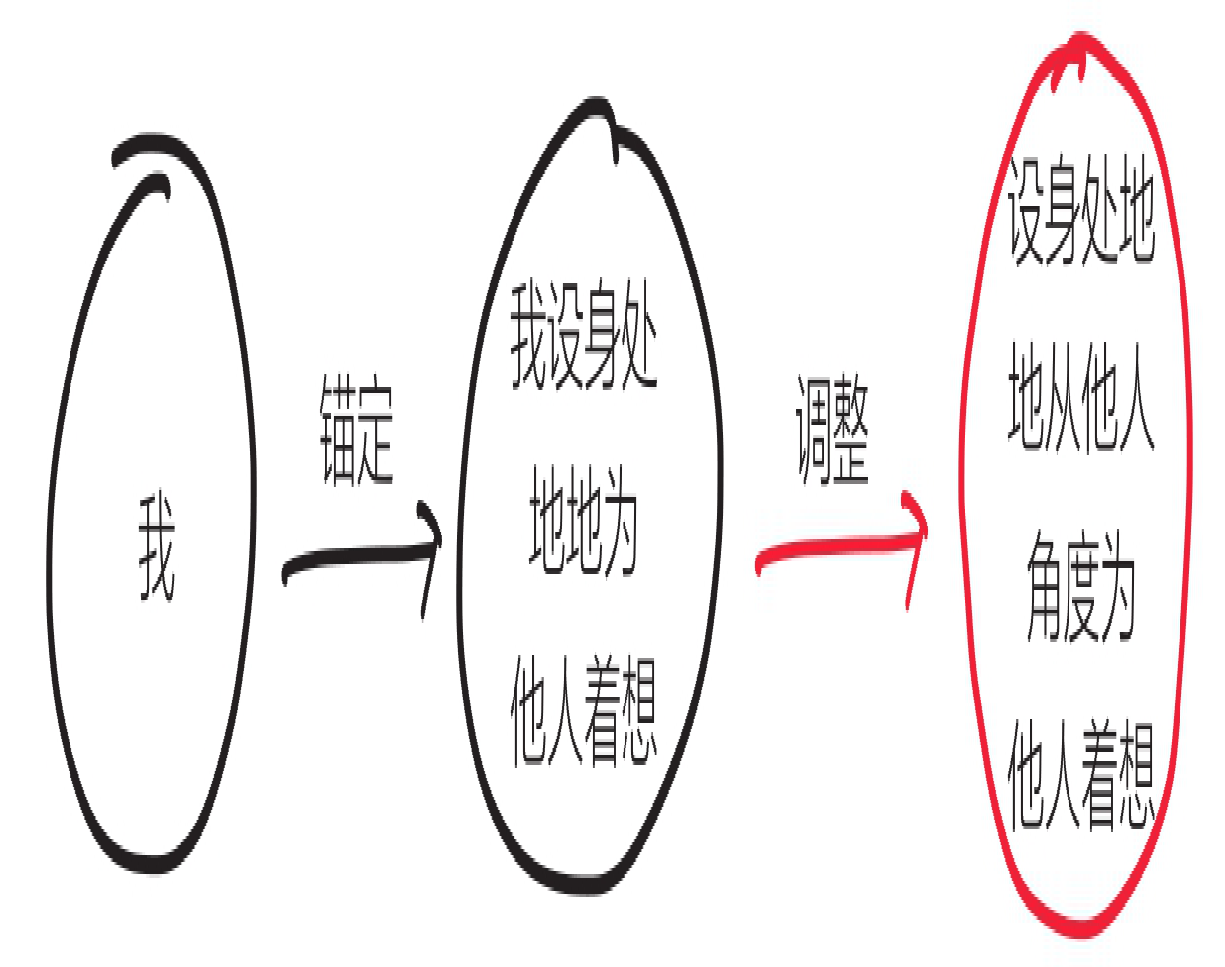 我
锚定
我设身处
地地为
他人着想
调整
设身处地
地从他人
角度为
他人着想